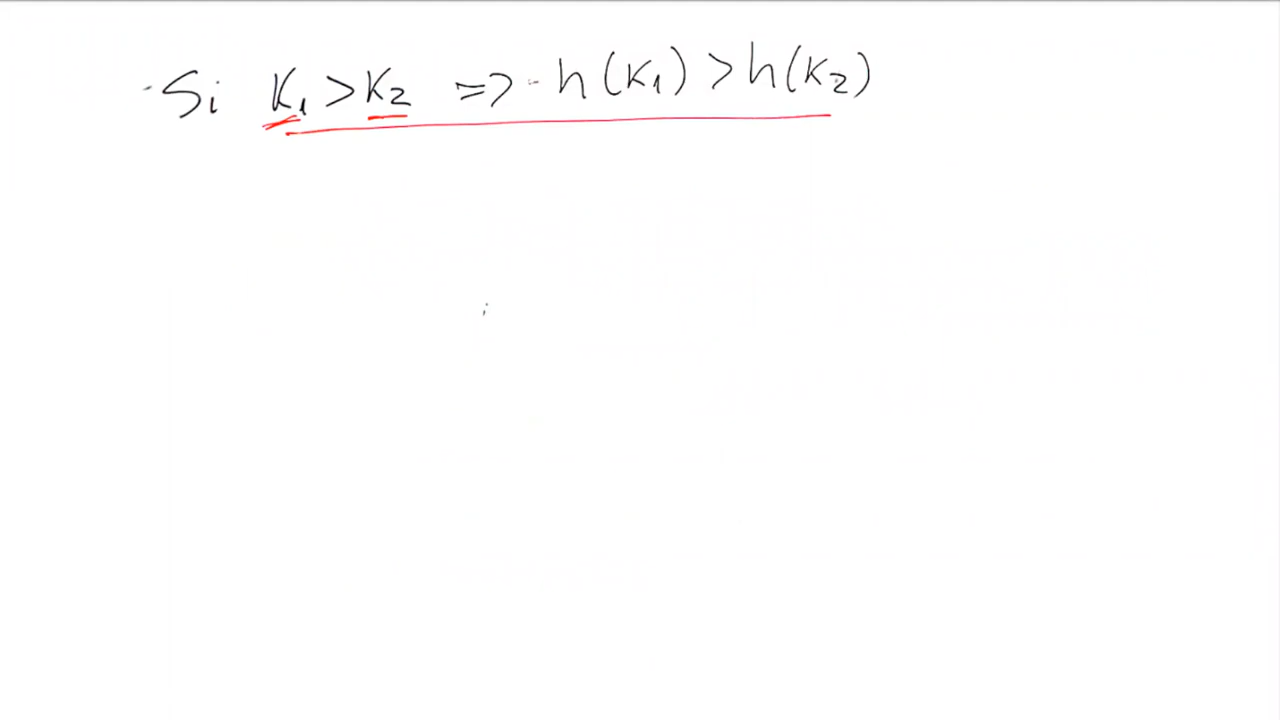 Si K₁ > K₂ => h(K₁) > h(K₂)